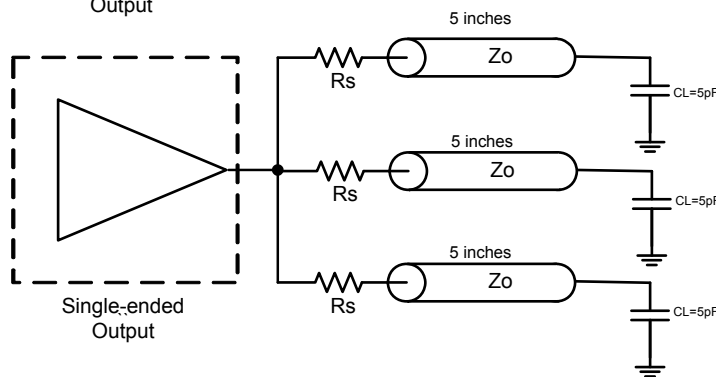 Output
5 inches
Zo
Rs
CL=5pF
5 inches
Zo
Rs
CL=5pF
5 inches
Zo
Rs
CL=5pF
Single-ended
Output